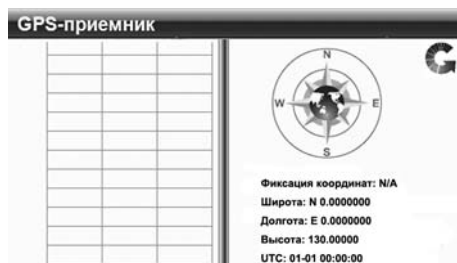 GPS-приемник
N
W
E
S
Фиксация координат: N/A
Широта: N 0.0000000
Долгота: E 0.0000000
Высота: 130.00000
UTC: 01-01 00:00:00